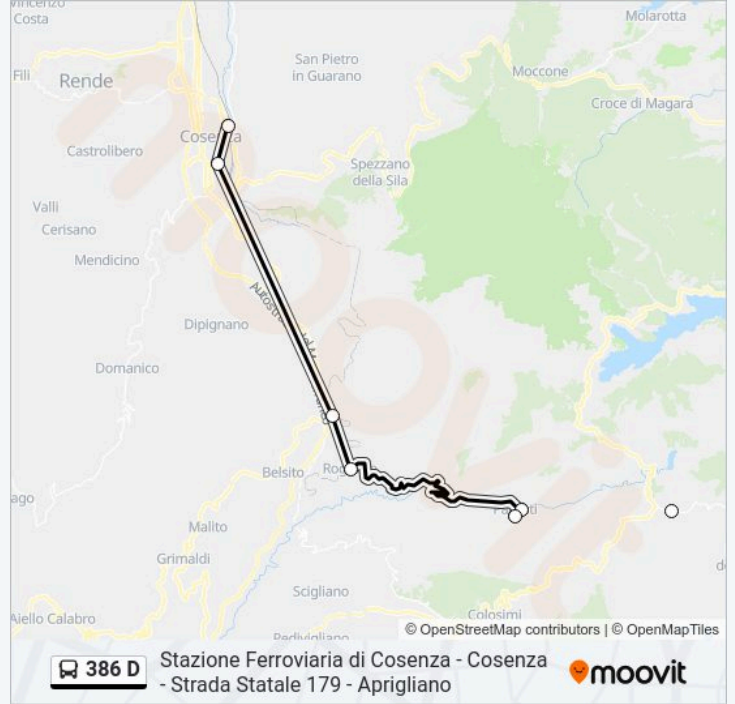 Vincenzo
Costa
Molarotta
San Pietro
in Guarano
Moccone
Fili
Rende
Croce di Magara
Cosenza
Castrolibero
Spezzano
della Sila
Valli
Cerisano
Mendicino
Dipignano
Domanico
Belsito
Malito
Grimaldi
Scigliano
Aiello Calabro
Colosimi
Pedivigliano
© OpenStreetMap contributors | © OpenMapTiles
386 D
Stazione Ferroviaria di Cosenza - Cosenza
- Strada Statale 179 - Aprigliano
moovit